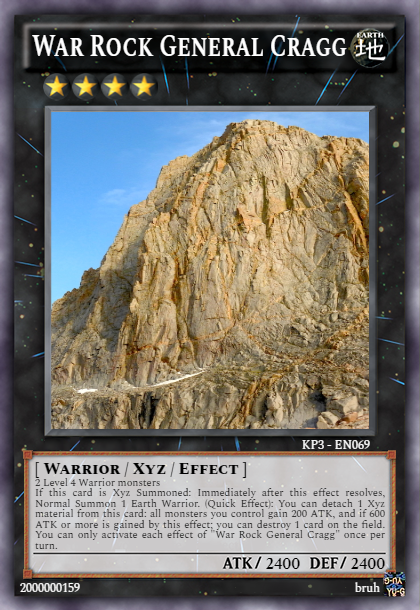 WAR ROCK GENERAL CRAGG
EARTH
地
KP3 - EN069
[ WARRIOR / XYZ / EFFECT ]
2 Level 4 Warrior monsters
If this card is Xyz Summoned: Immediately after this effect resolves,
Normal Summon 1 Earth Warrior. (Quick Effect): You can detach 1 Xyz
material from this card: all monsters you control gain 200 ATK, and if 600
ATK or more is gained by this effect; you can destroy 1 card on the field.
You can only activate each effect of "War Rock General Cragg" once per
turn.
ATK / 2400 DEF / 2400
2000000159
bruh